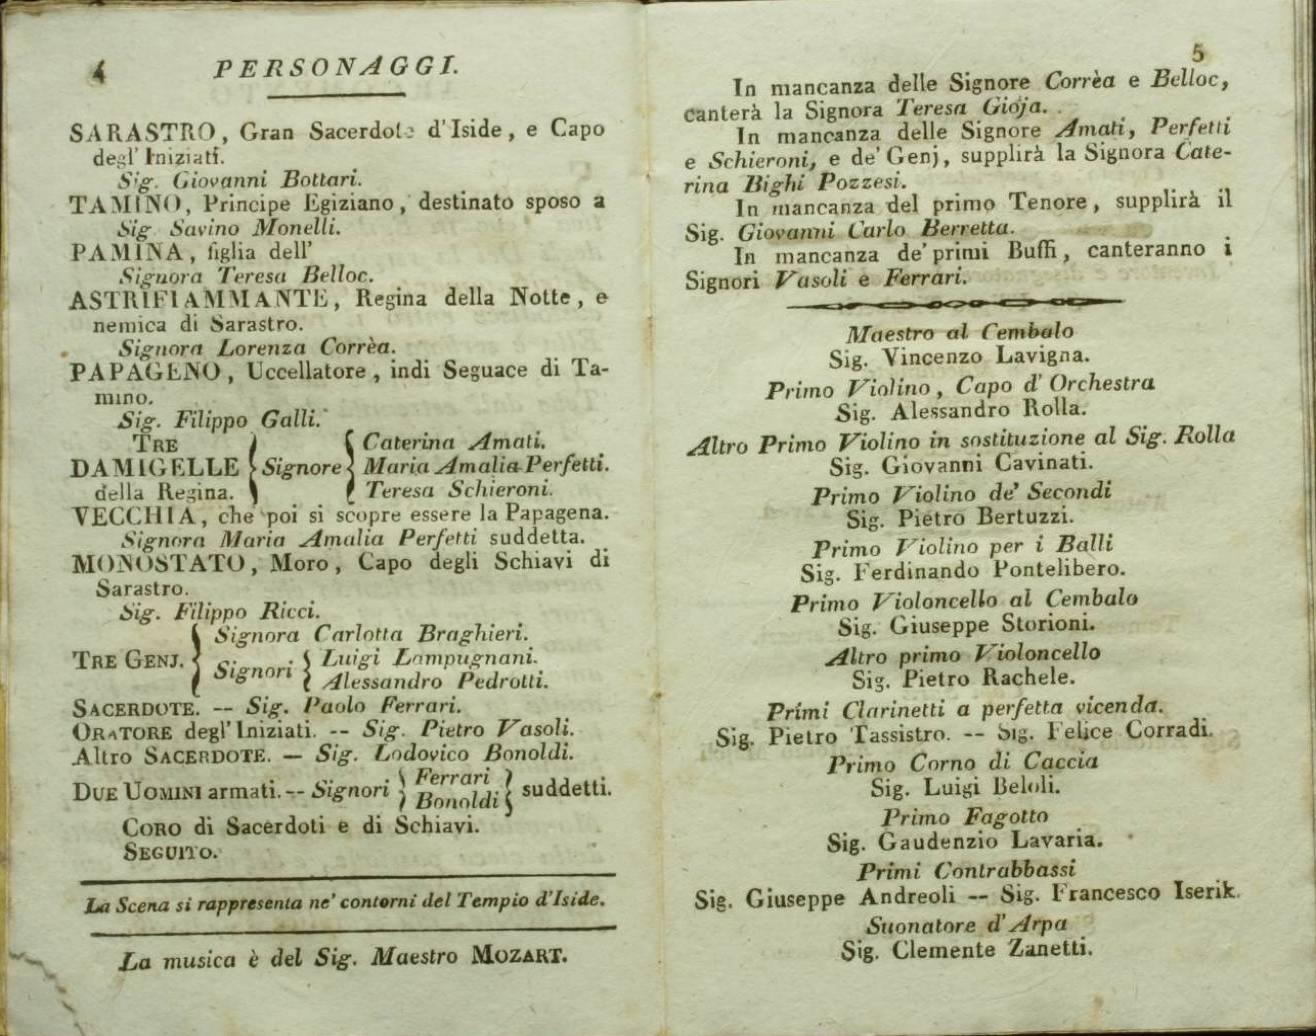 4 PERSONAGGI.
SARASTRO, Gran Sacerdote d'Iside, e Capo
degl' Iniziati.
Sig. Giovanni Bottari.
TAMINO, Principe Egiziano, destinato sposo a
Sig. Savino Monelli.
PAMINA, figlia dell'
Signora Teresa Belloc.
ASTRIFIAMMANTE, Regina della Notte, e
nemica di Sarastro.
Signora Lorenza Corrèa.
PAPAGENO, Uccellatore, indi Seguace di Ta-
mino.
Sig. Filippo Galli.
TRE Caterina Amati.
DAMIGELLE Signore Maria Amalia Perfetti.
della Regina. Teresa Schieroni.
VECCHIA, che poi si scopre essere la Papagena.
Signora Maria Amalia Perfetti suddetta.
MONOSTATO, Moro, Capo degli Schiavi di
Sarastro.
Sig. Filippo Ricci.
Signora Carlotta Braghieri.
TRE GENJ. Signori Luigi Lampugnani.
Alessandro Pedrotti.
SACERDOTE. -- Sig. Paolo Ferrari.
ORATORE degl' Iniziati. -- Sig. Pietro Vasoli.
Altro SACERDOTE. — Sig. Lodovico Bonoldi.
DUE UOMINI armati. -- Signori Ferrari Bonoldi suddetti.
CORO di Sacerdoti e di Schiavi.
SEGUITO.
La Scena si rappresenta ne' contorni del Tempio d'Iside.
La musica è del Sig. Maestro MOZART.
5
In mancanza delle Signore Corrèa e Belloc,
canterà la Signora Teresa Gioja.
In mancanza delle Signore Amati, Perfetti
e Schieroni, e de' Genj, supplirà la Signora Cate-
rina Bighi Pozzesi.
In mancanza del primo Tenore, supplirà il
Sig. Giovanni Carlo Berretta.
In mancanza de' primi Buffi, canteranno i
Signori Vasoli e Ferrari.
Maestro al Cembalo
Sig. Vincenzo Lavigna.
Primo Violino, Capo d' Orchestra
Sig. Alessandro Rolla.
Altro Primo Violino in sostituzione al Sig. Rolla
Sig. Giovanni Cavinati.
Primo Violino de' Secondi
Sig. Pietro Bertuzzi.
Primo Violino per i Balli
Sig. Ferdinando Pontelibero.
Primo Violoncello al Cembalo
Sig. Giuseppe Storioni.
Altro primo Violoncello
Sig. Pietro Rachele.
Primi Clarinetti a perfetta vicenda.
Sig. Pietro Tassistro. -- Sig. Felice Corradi.
Primo Corno di Caccia
Sig. Luigi Beloli.
Primo Fagotto
Sig. Gaudenzio Lavaria.
Primi Contrabbassi
Sig. Giuseppe Andreoli -- Sig. Francesco Iserik.
Suonatore d' Arpa
Sig. Clemente Zanetti.